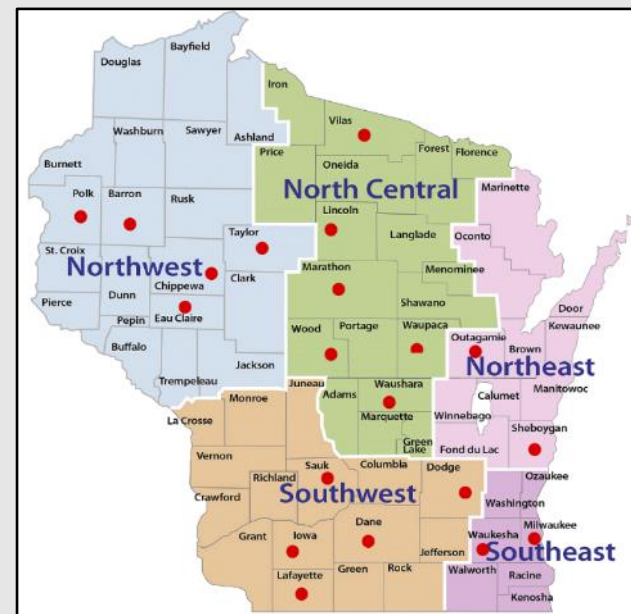 Douglas
Bayfield
Iron
Vilas
Washburn
Sawyer
Ashland
Burnett
Price
Oneida
Forest
Florence
Polk
Barron
Rusk
North Central
Marinette
Lincoln
Taylor
Langlade
Oconto
St. Croix
Northwest
Chippewa
Clark
Marathon
Menominee
Pierce
Dunn
Shawano
Pepin
Eau Claire
Door
Kewaunee
Buffalo
Wood
Portage
Waupaca
Outagamie
Brown
Northeast
Jackson
Trempeleau
Juneau
Adams
Waushara
Calumet
Manitowoc
Monroe
La Crosse
Marquette
Winnebago
Green
Lake
Sheboygan
Vernon
Fond du Lac
Sauk
Columbia
Dodge
Ozaukee
Richland
Southwest
Washington
Crawford
Grant
Iowa
Dane
Jefferson
Waukesha
Milwaukee
Southeast
Lafayette
Green
Rock
Walworth
Racine
Kenosha